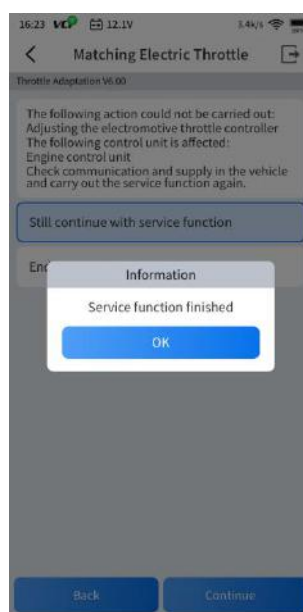 16:23 VCP 12.1V 3.4k/s
Matching Electric Throttle
Throttle Adaptation V6.00
The following action could not be carried out:
Adjusting the electromotive throttle controller
The following control unit is affected:
Engine control unit
Check communication and supply in the vehicle
and carry out the service function again.
Still continue with service function
Information
Service function finished
OK
Back Continue